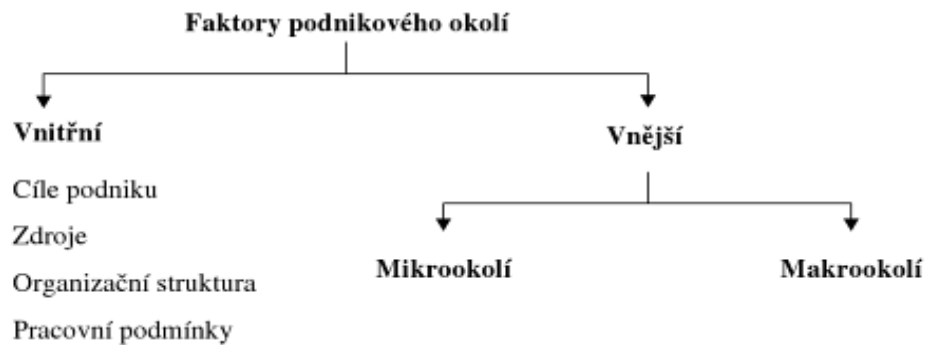 Faktory podnikového okolí
Vnitřní
Vnější
Cíle podniku
Zdroje
Mikrookolí
Makrookolí
Organizační struktura
Pracovní podmínky